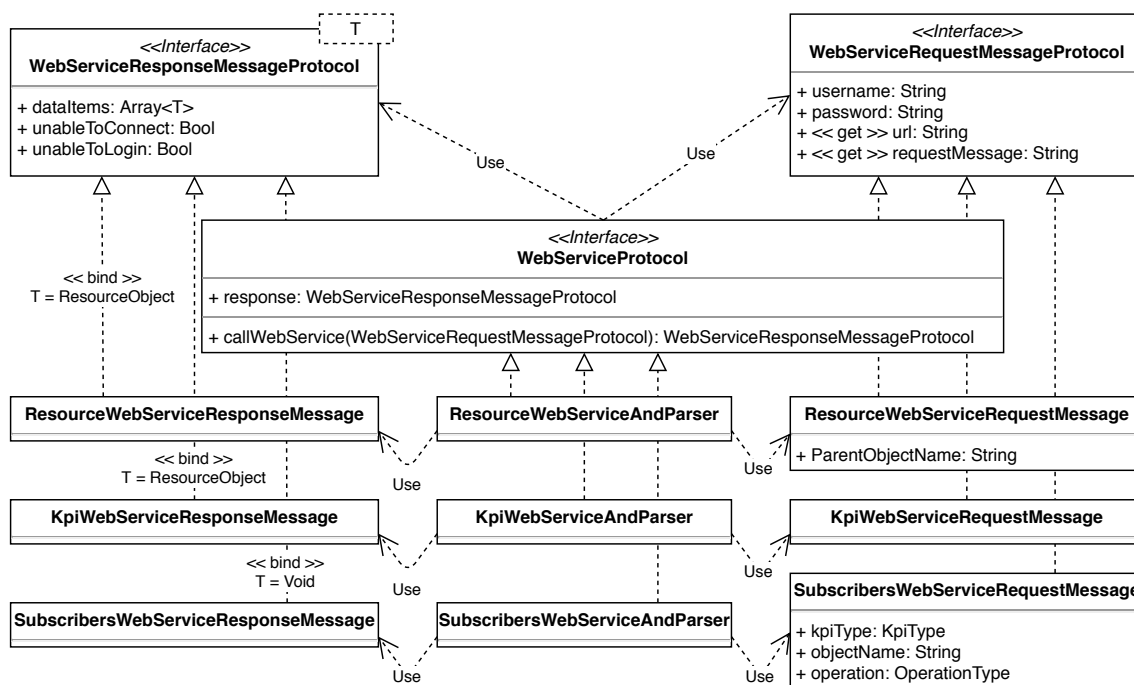 T
<<Interface>>
WebServiceResponseMessageProtocol
+ dataItems: Array<T>
+ unableToConnect: Bool
+ unableToLogin: Bool
<<Interface>>
WebServiceRequestMessageProtocol
+ username: String
+ password: String
+ << get >> url: String
+ << get >> requestMessage: String
Use
Use
<<Interface>>
WebServiceProtocol
+ response: WebServiceResponseMessageProtocol
+ callWebService(WebServiceRequestMessageProtocol): WebServiceResponseMessageProtocol
<< bind >>
T = ResourceObject
ResourceWebServiceResponseMessage
ResourceWebServiceAndParser
ResourceWebServiceRequestMessage
+ ParentObjectName: String
<< bind >>
T = ResourceObject
Use
Use
KpiWebServiceResponseMessage
KpiWebServiceAndParser
KpiWebServiceRequestMessage
<< bind >>
T = Void
Use
Use
SubscribersWebServiceResponseMessage
SubscribersWebServiceAndParser
SubscribersWebServiceRequestMessage
+ kpiType: KpiType
+ objectName: String
+ operation: OperationType
Use
Use